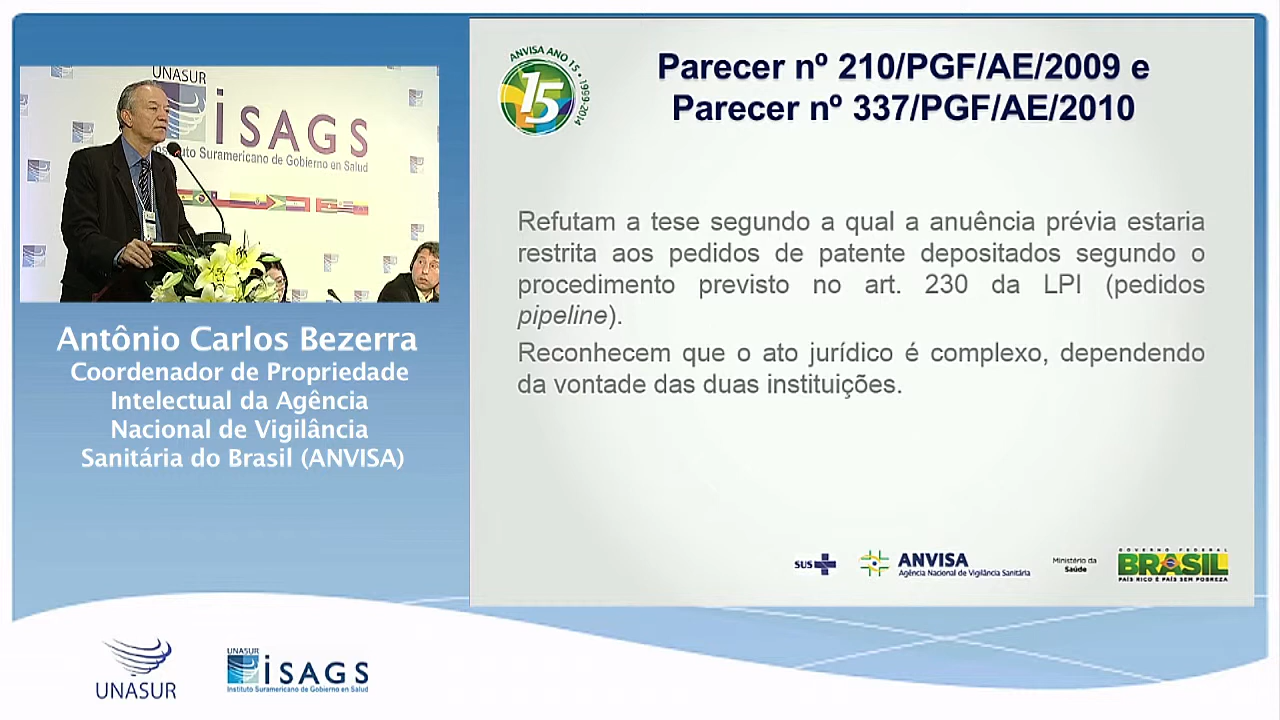 UNASUR
iSAGS
Instituto Suramericano de Gobierno en Salud
Antônio Carlos Bezerra
Coordenador de Propriedade
Intelectual da Agência
Nacional de Vigilância
Sanitária do Brasil (ANVISA)
ANVISA ANO 15 • 1999-2014
15
Parecer nº 210/PGF/AE/2009 e
Parecer nº 337/PGF/AE/2010
Refutam a tese segundo a qual a anuência prévia estaria
restrita aos pedidos de patente depositados segundo o
procedimento previsto no art. 230 da LPI (pedidos
pipeline).
Reconhecem que o ato jurídico é complexo, dependendo
da vontade das duas instituições.
SUS
ANVISA
Agência Nacional de Vigilância Sanitária
Ministério da
Saúde
GOVERNO FEDERAL
BRASIL
PAÍS RICO É PAÍS SEM POBREZA
UNASUR
UNASUR
iSAGS
Instituto Suramericano de Gobierno en Salud